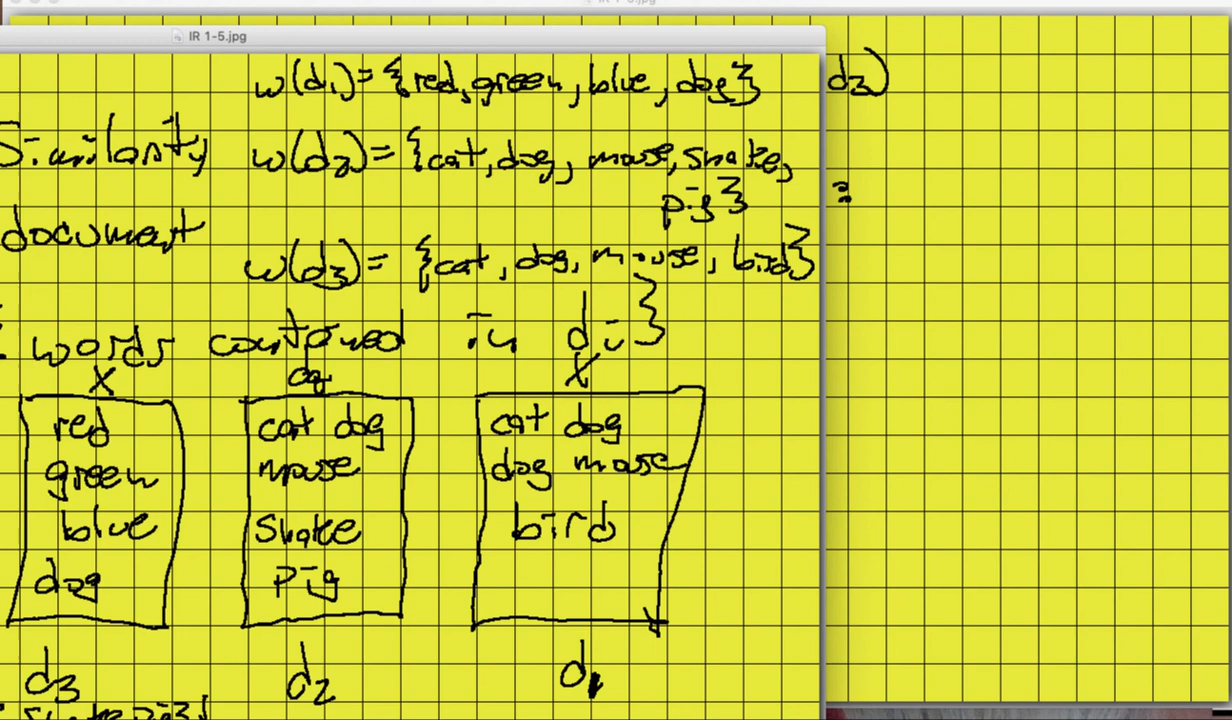 IR 1-5.jpg
w(d1) = {red, green, blue, dog}
d2)
Similarity
w(d2) = {cat, dog, mouse, snake,
pig}
document
w(d3) = {cat, dog, mouse, bird}
words contained in di}
X
X
red
green
blue
dog
cat dog
mouse
snake
pig
cat dog
dog mouse
bird
d3
d2
d1